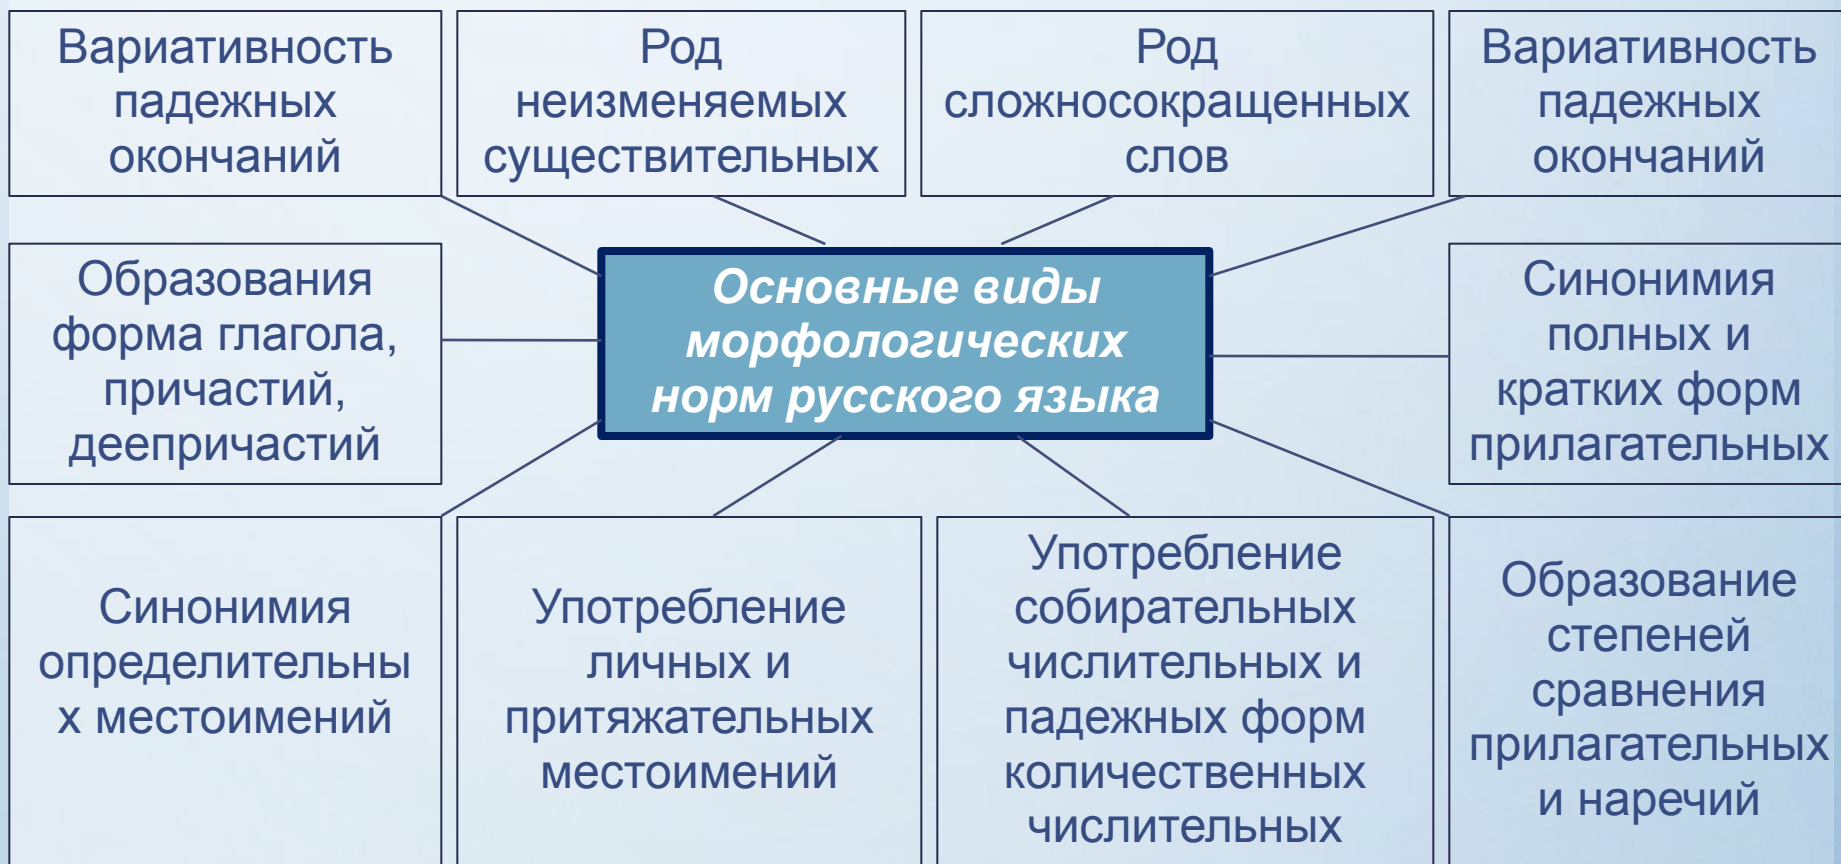 Вариативность
падежных
окончаний
Род
неизменяемых
существительных
Род
сложносокращенных
слов
Вариативность
падежных
окончаний
Образования
форма глагола,
причастий,
деепричастий
Основные виды
морфологических
норм русского языка
Синонимия
полных и
кратких форм
прилагательных
Синонимия
определительны
х местоимений
Употребление
личных и
притяжательных
местоимений
Употребление
собирательных
числительных и
падежных форм
количественных
числительных
Образование
степеней
сравнения
прилагательных
и наречий